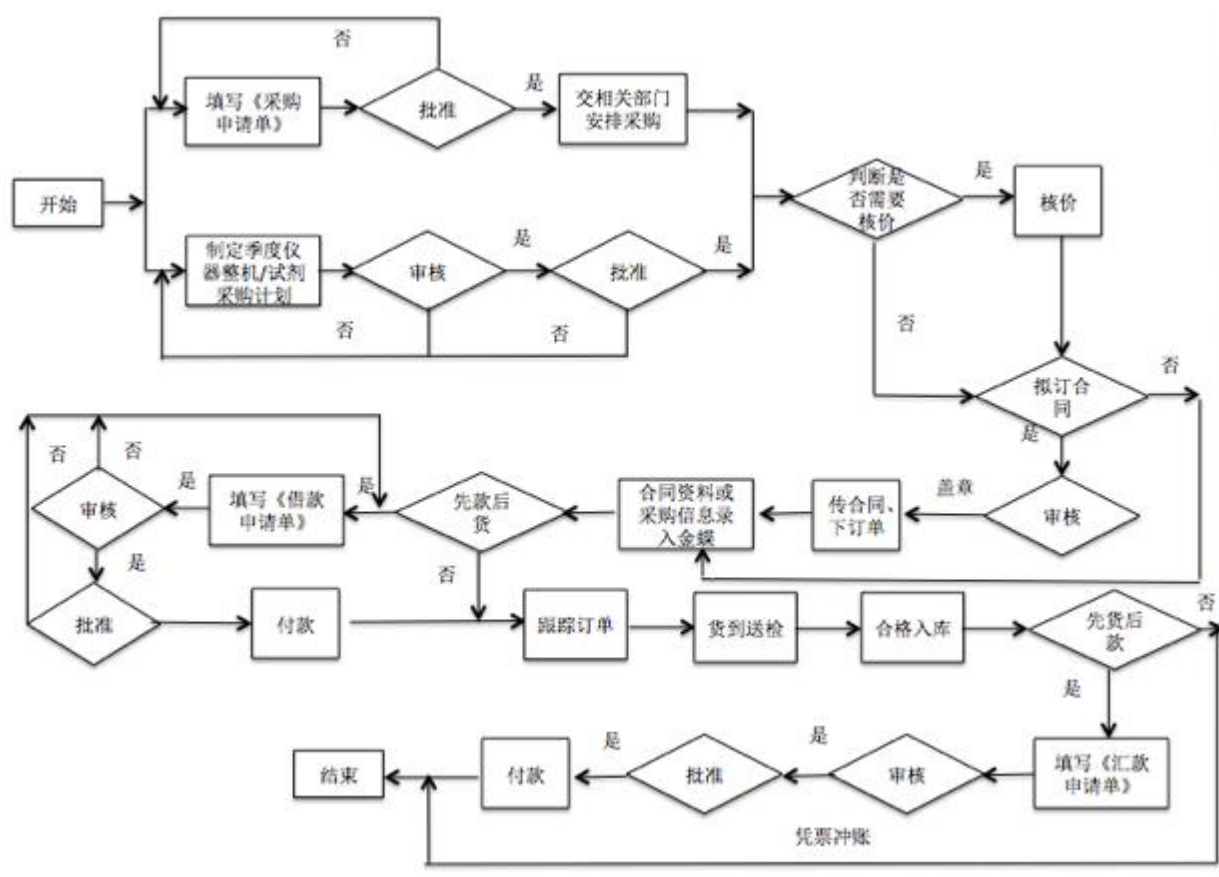 否
填写《采购
申请单》
批准
是
交相关部门
安排采购
开始
制定季度仪
器整机/试剂
采购计划
审核
是
批准
是
否
否
判断是
否需要
核价
是
核价
否
拟订合
同
否
是
审核
盖章
传合同、
下订单
合同资料或
采购信息录
入金蝶
先款后
货
是
填写《借款
申请单》
是
审核
否
否
是
批准
付款
否
跟踪订单
货到送检
合格入库
先货后
款
否
是
填写《汇款
申请单》
审核
是
批准
是
付款
结束
凭票冲账